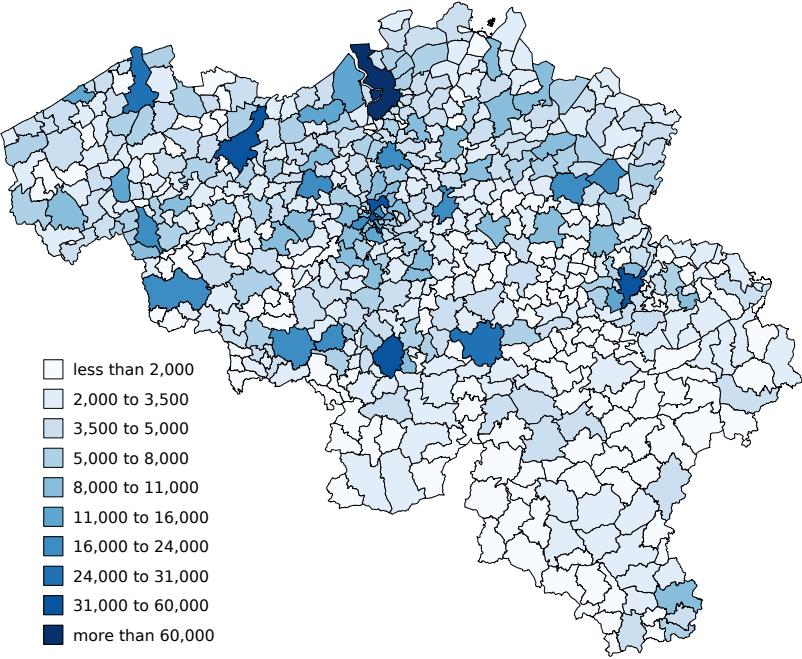 less than 2,000
2,000 to 3,500
3,500 to 5,000
5,000 to 8,000
8,000 to 11,000
11,000 to 16,000
16,000 to 24,000
24,000 to 31,000
31,000 to 60,000
more than 60,000